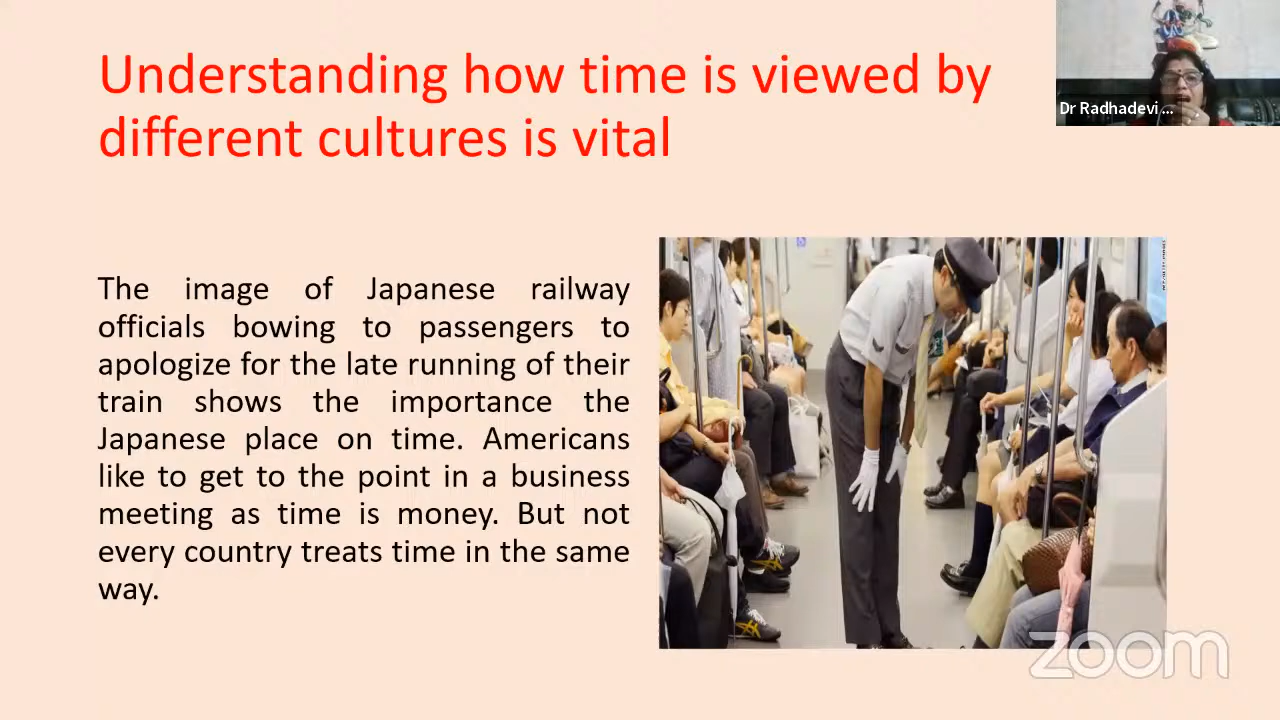 Understanding how time is viewed by
different cultures is vital
Dr Radhadevi ...
The image of Japanese railway
officials bowing to passengers to
apologize for the late running of their
train shows the importance the
Japanese place on time. Americans
like to get to the point in a business
meeting as time is money. But not
every country treats time in the same
way.
zoom